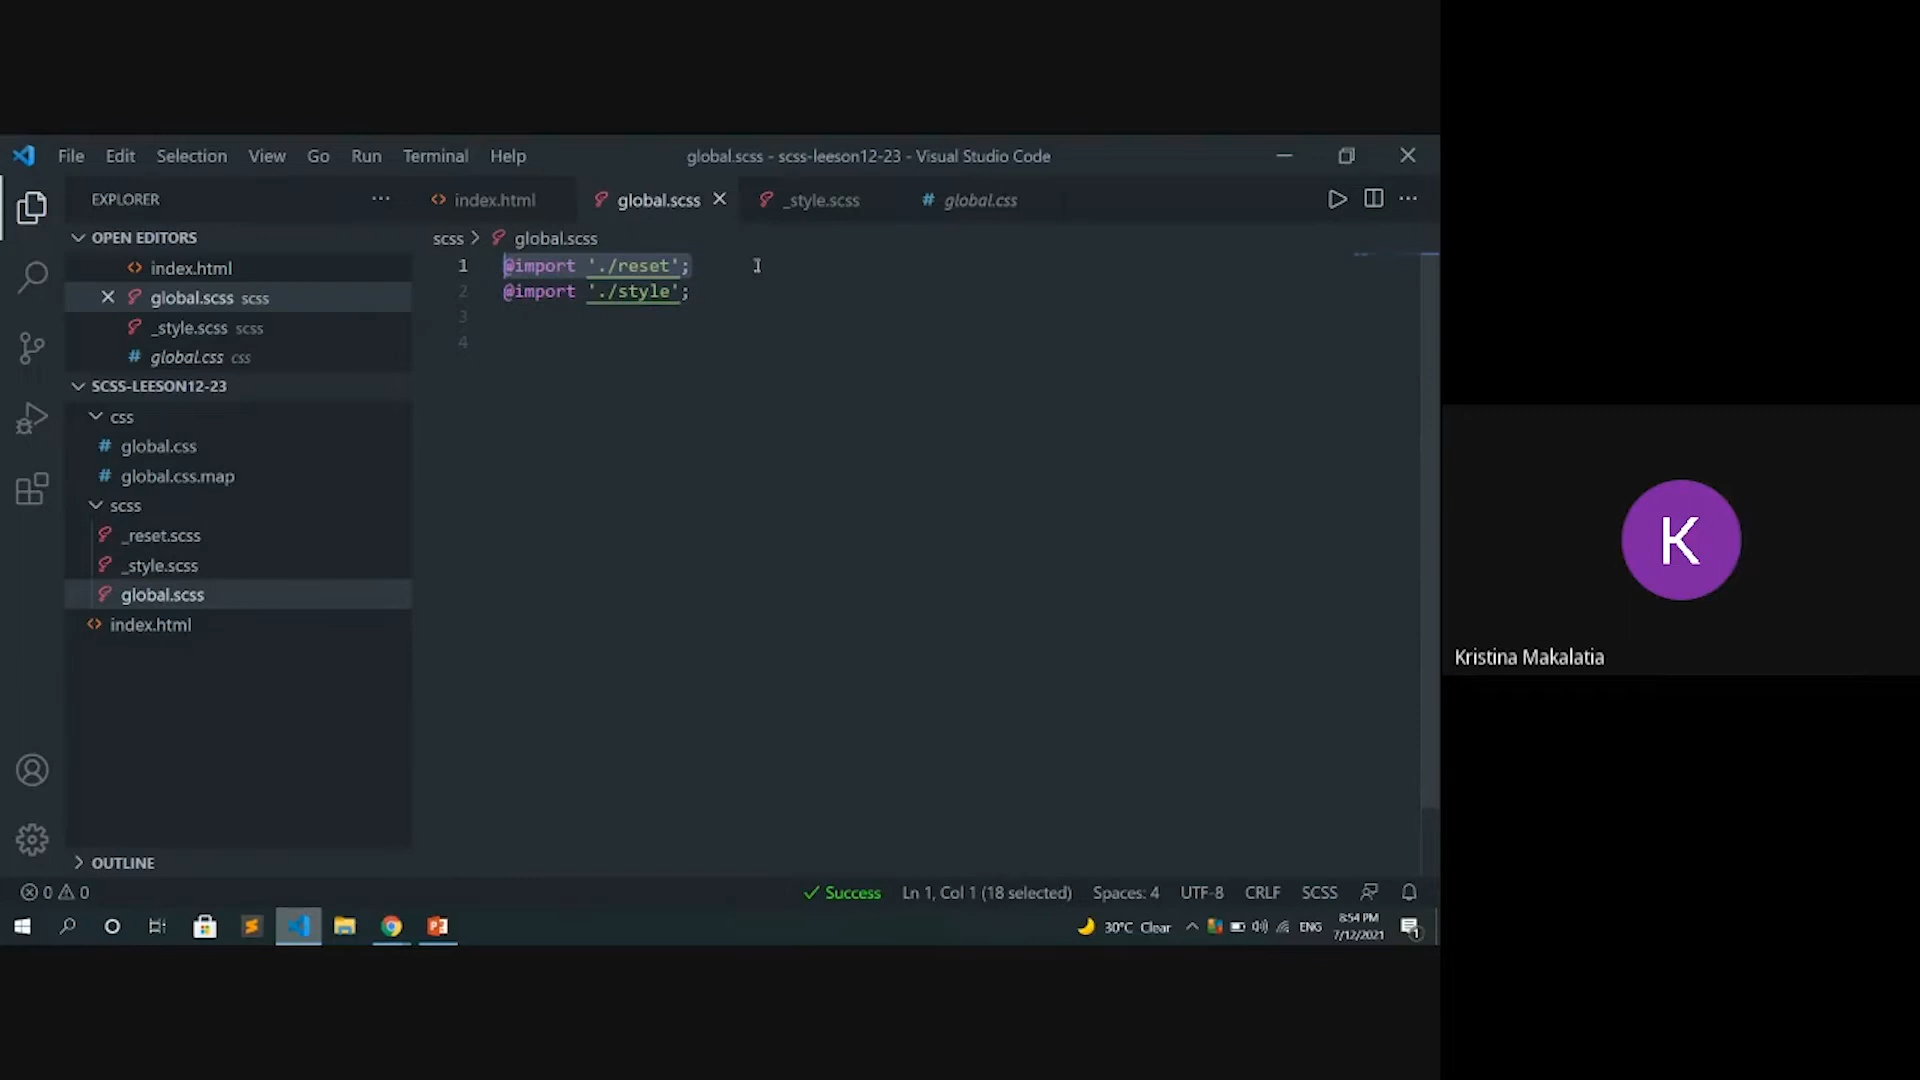 File Edit Selection View Go Run Terminal Help
global.scss - scss-leeson12-23 - Visual Studio Code
EXPLORER
index.html
global.scss
_style.scss
global.css
OPEN EDITORS
index.html
global.scss scss
_style.scss scss
global.css css
SCSS-LEESON12-23
css
global.css
global.css.map
scss
_reset.scss
_style.scss
global.scss
index.html
OUTLINE
scss > global.scss
1 @import './reset';
2 @import './style';
3
4
K
Kristina Makalatia
0 0
Success
Ln 1, Col 1 (18 selected)
Spaces: 4
UTF-8
CRLF
SCSS
30°C Clear
ENG
8:54 PM
7/12/2021
1